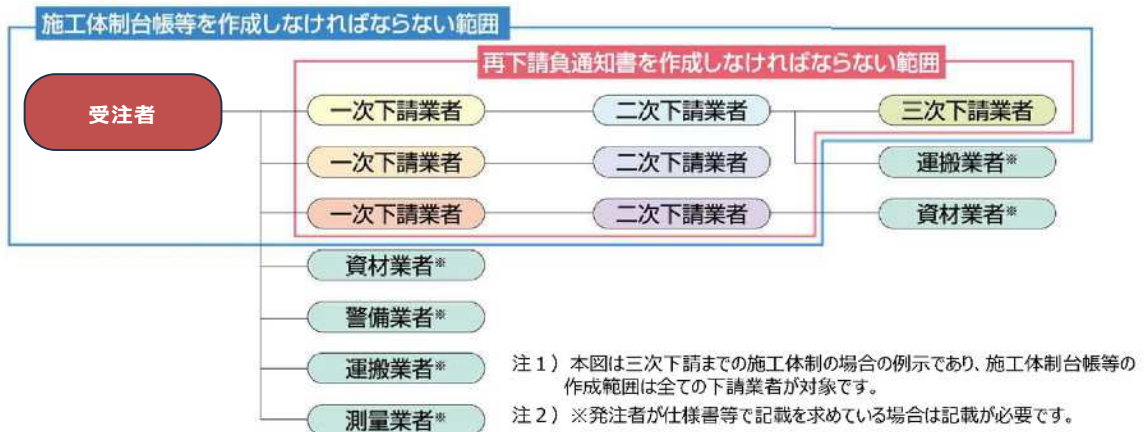 施工体制台帳等を作成しなければならない範囲
再下請負通知書を作成しなければならない範囲
受注者
一次下請業者
二次下請業者
三次下請業者
一次下請業者
二次下請業者
運搬業者※
一次下請業者
二次下請業者
資材業者※
資材業者※
警備業者※
運搬業者※
測量業者※
注1）本図は三次下請までの施工体制の場合の例示であり、施工体制台帳等の
作成範囲は全ての下請業者が対象です。
注2）※発注者が仕様書等で記載を求めている場合は記載が必要です。